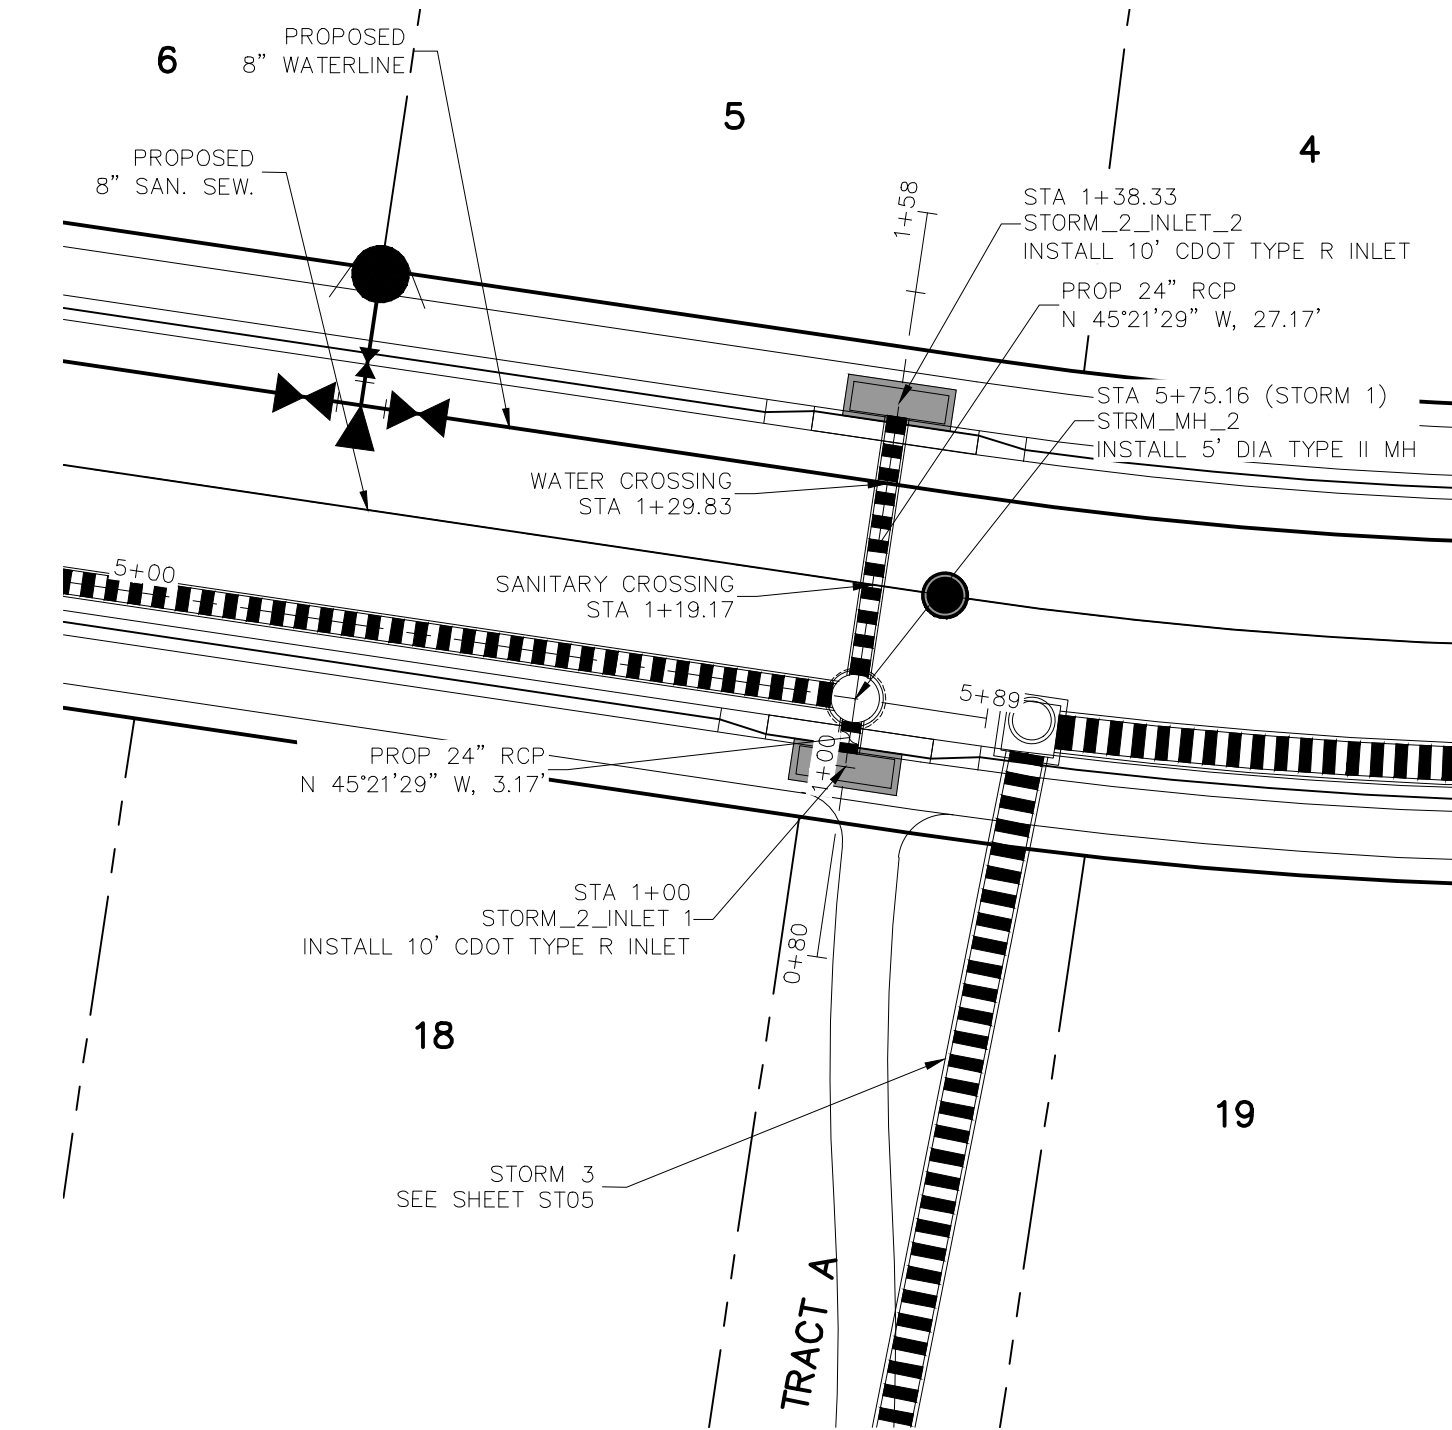 PROPOSED
8" WATERLINE
6
5
4
PROPOSED
8" SAN. SEW.
1+58
STA 1+38.33
STORM_2_INLET_2
INSTALL 10' CDOT TYPE R INLET
PROP 24" RCP
N 45°21'29" W, 27.17'
STA 5+75.16 (STORM 1)
STRM_MH_2
INSTALL 5' DIA TYPE II MH
WATER CROSSING
STA 1+29.83
5+00
SANITARY CROSSING
STA 1+19.17
5+89
PROP 24" RCP
N 45°21'29" W, 3.17'
1+00
STA 1+00
STORM_2_INLET 1
INSTALL 10' CDOT TYPE R INLET
0+80
18
19
STORM 3
SEE SHEET ST05
TRACT A